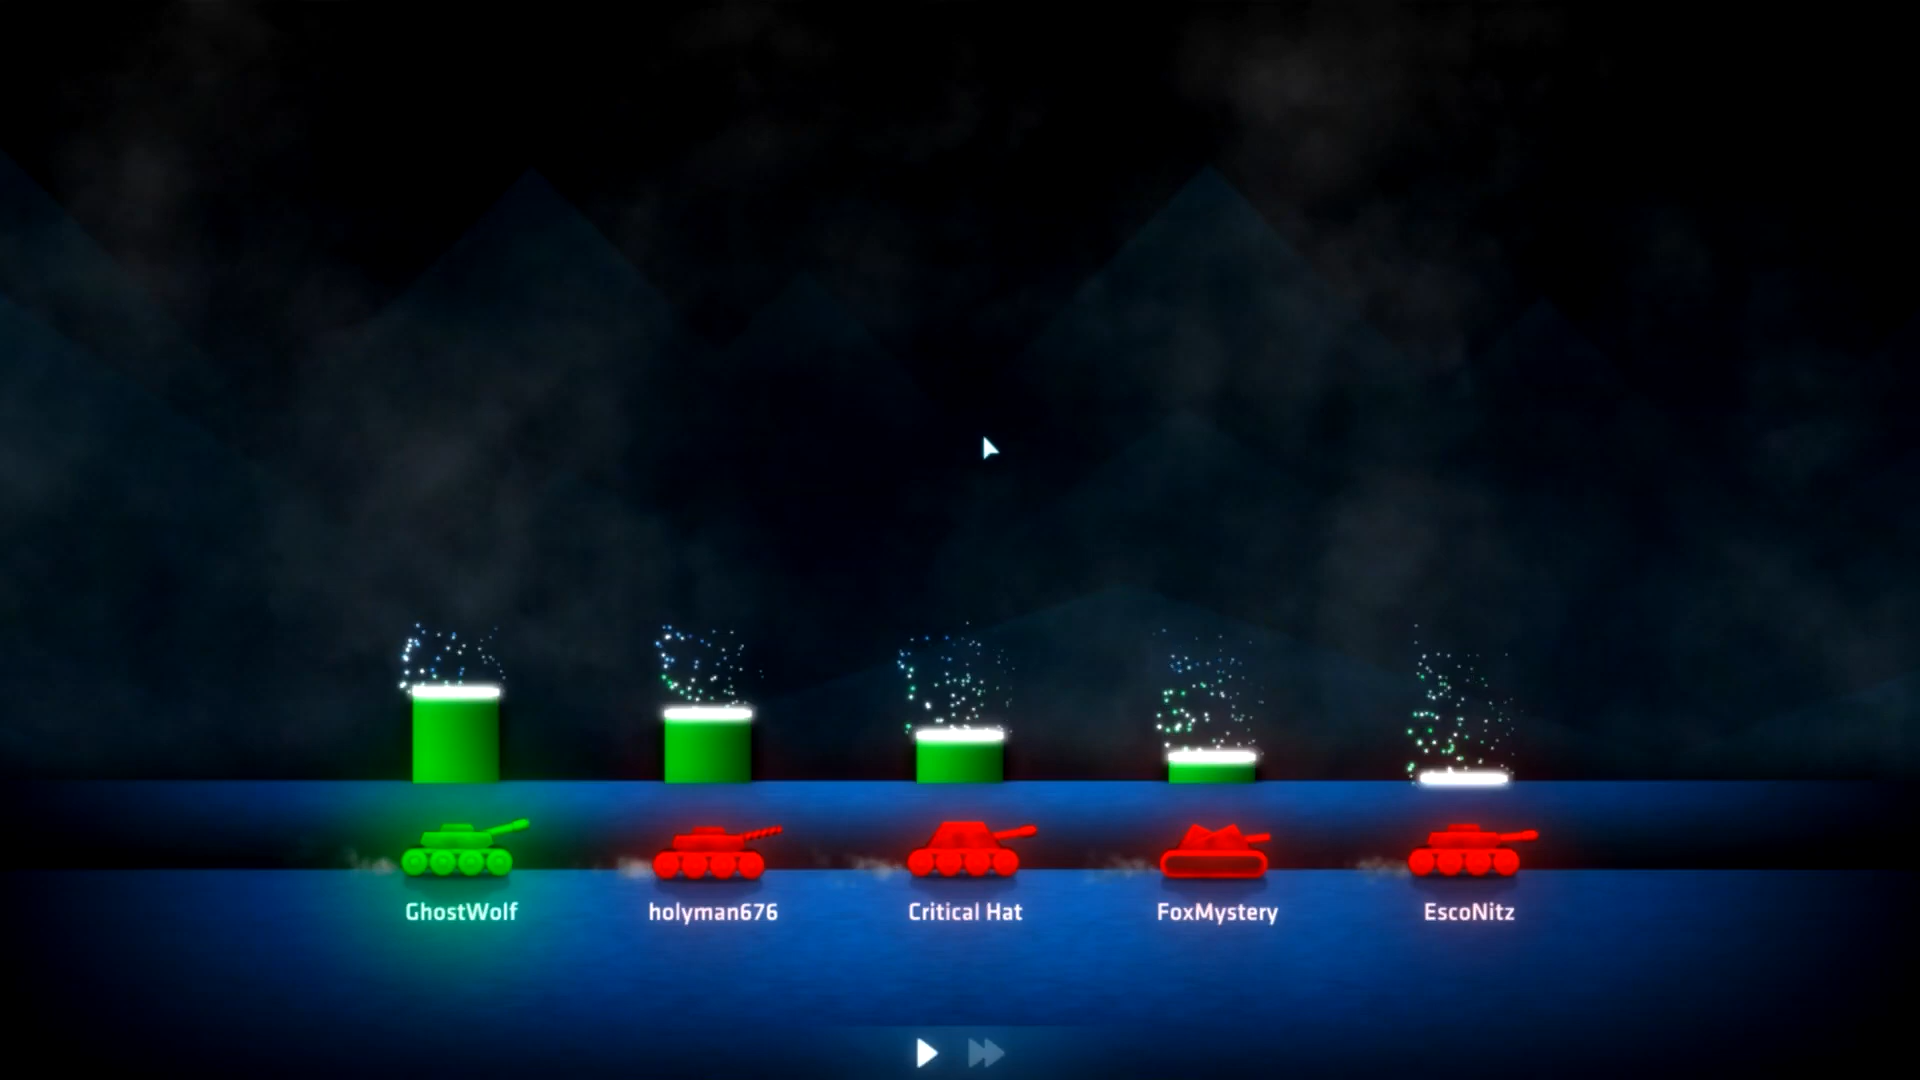 GhostWolf
holyman676
Critical Hat
FoxMystery
EscoNitz